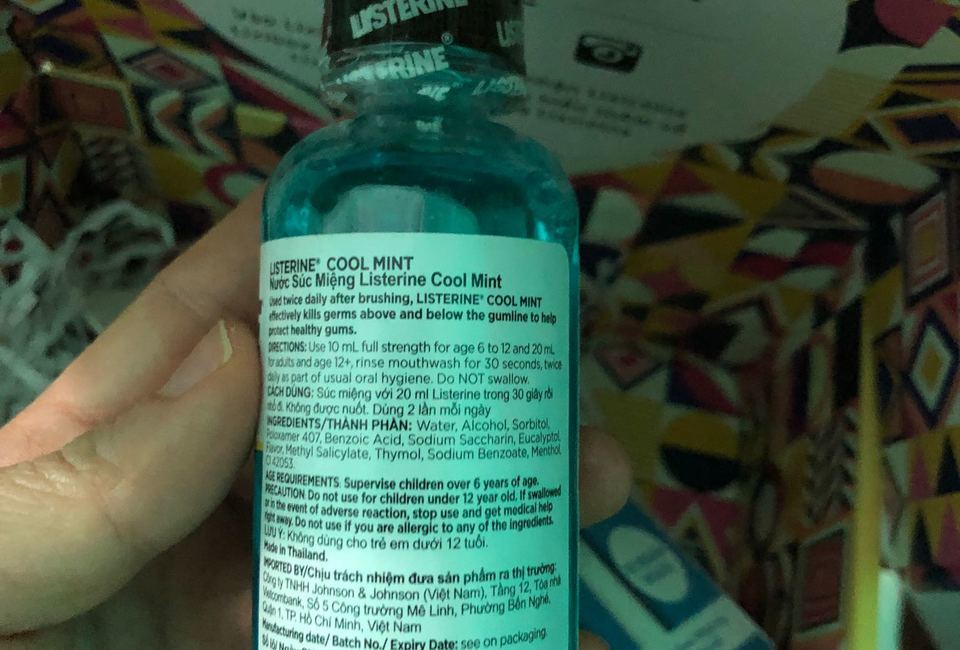 LISTERINE
LISTERINE®
LISTERINE® COOL MINT
Nước Súc Miệng Listerine Cool Mint
Used twice daily after brushing, LISTERINE® COOL MINT
effectively kills germs above and below the gumline to help
protect healthy gums.
DIRECTIONS: Use 10 mL full strength for age 6 to 12 and 20 mL
for adults and age 12+, rinse mouthwash for 30 seconds, twice
daily as part of usual oral hygiene. Do NOT swallow.
CÁCH DÙNG: Súc miệng với 20 ml Listerine trong 30 giây rồi
nhổ đi. Không được nuốt. Dùng 2 lần mỗi ngày
INGREDIENTS/THÀNH PHẦN: Water, Alcohol, Sorbitol,
Poloxamer 407, Benzoic Acid, Sodium Saccharin, Eucalyptol,
Flavor, Methyl Salicylate, Thymol, Sodium Benzoate, Menthol,
CI 42053.
AGE REQUIREMENTS. Supervise children over 6 years of age.
PRECAUTION. Do not use for children under 12 year old. If swallowed
or in the event of adverse reaction, stop use and get medical help
right away. Do not use if you are allergic to any of the ingredients.
LƯU Ý: Không dùng cho trẻ em dưới 12 tuổi.
Made in Thailand.
IMPORTED BY/Chịu trách nhiệm đưa sản phẩm ra thị trường:
Công ty TNHH Johnson & Johnson (Việt Nam), Tầng 12, Tòa nhà
Vietcombank, Số 5 Công trường Mê Linh, Phường Bến Nghé,
Quận 1, TP. Hồ Chí Minh, Việt Nam
Manufacturing date/ Batch No./ Expiry Date: see on packaging.